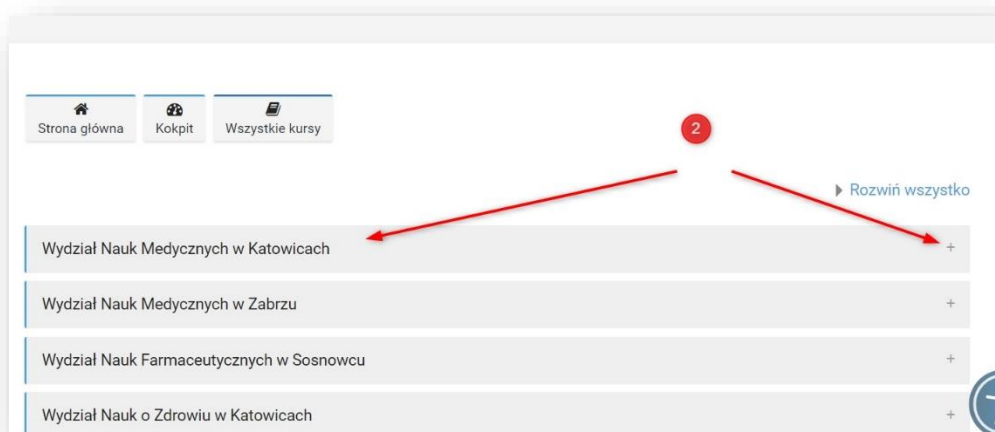 Strona główna Kokpit Wszystkie kursy
2
Rozwiń wszystko
Wydział Nauk Medycznych w Katowicach +
Wydział Nauk Medycznych w Zabrzu +
Wydział Nauk Farmaceutycznych w Sosnowcu +
Wydział Nauk o Zdrowiu w Katowicach +